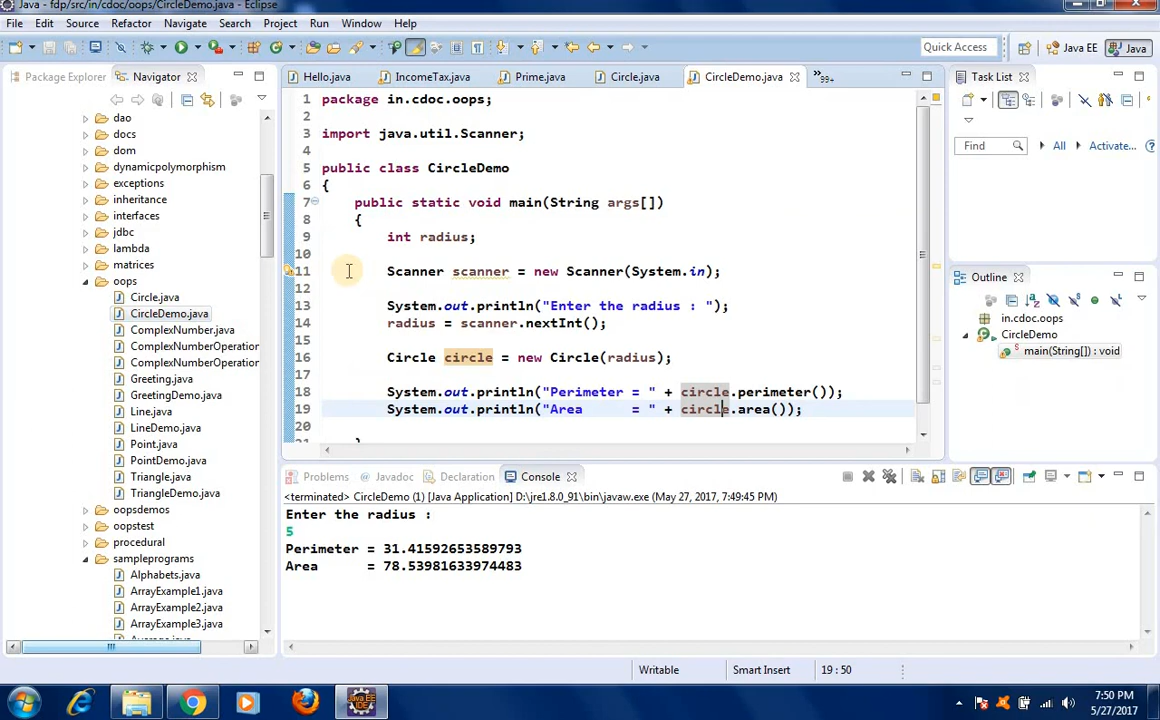 Java - fdp/src/in/cdoc/oops/CircleDemo.java - Eclipse
File Edit Source Refactor Navigate Search Project Run Window Help
Quick Access Java EE Java
Package Explorer Navigator
Hello.java IncomeTax.java Prime.java Circle.java CircleDemo.java »99+
Task List
dao
docs
dom
dynamicpolymorphism
exceptions
inheritance
interfaces
jdbc
lambda
matrices
oops
Circle.java
CircleDemo.java
ComplexNumber.java
ComplexNumberOperation
ComplexNumberOperation
Greeting.java
GreetingDemo.java
Line.java
LineDemo.java
Point.java
PointDemo.java
Triangle.java
TriangleDemo.java
oopsdemos
oopstest
procedural
sampleprograms
Alphabets.java
ArrayExample1.java
ArrayExample2.java
ArrayExample3.java
Average.java
1 package in.cdoc.oops;
2
3 import java.util.Scanner;
4
5 public class CircleDemo
6 {
7 public static void main(String args[])
8 {
9 int radius;
10
11 Scanner scanner = new Scanner(System.in);
12
13 System.out.println("Enter the radius : ");
14 radius = scanner.nextInt();
15
16 Circle circle = new Circle(radius);
17
18 System.out.println("Perimeter = " + circle.perimeter());
19 System.out.println("Area      = " + circle.area());
20
21 }
Find All Activate...
Outline
in.cdoc.oops
CircleDemo
main(String[]) : void
Problems Javadoc Declaration Console
<terminated> CircleDemo (1) [Java Application] D:\jre1.8.0_91\bin\javaw.exe (May 27, 2017, 7:49:45 PM)
Enter the radius :
5
Perimeter = 31.41592653589793
Area      = 78.53981633974483
Writable Smart Insert 19 : 50
Java EE IDE
7:50 PM
5/27/2017